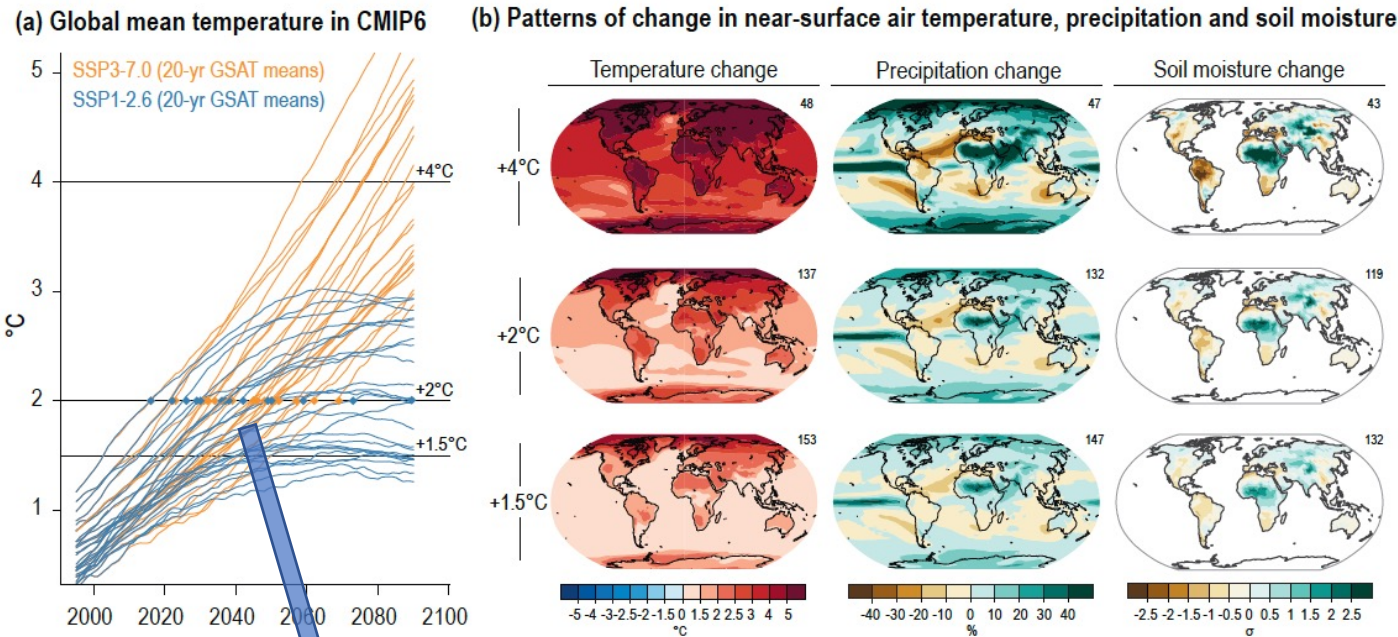 (a) Global mean temperature in CMIP6
SSP3-7.0 (20-yr GSAT means)
SSP1-2.6 (20-yr GSAT means)
°C
5
4
3
2
1
+4°C
+2°C
+1.5°C
2000 2020 2040 2060 2080 2100
(b) Patterns of change in near-surface air temperature, precipitation and soil moisture
Temperature change
Precipitation change
Soil moisture change
+4°C
48
47
43
+2°C
137
132
119
+1.5°C
153
147
132
-5 -4 -3 -2.5 -2 -1.5 0 1.5 2 2.5 3 4 5
°C
-40 -30 -20 -10 0 10 20 30 40
%
-2.5 -2 -1.5 -1 -0.5 0 0.5 1 1.5 2 2.5
σ